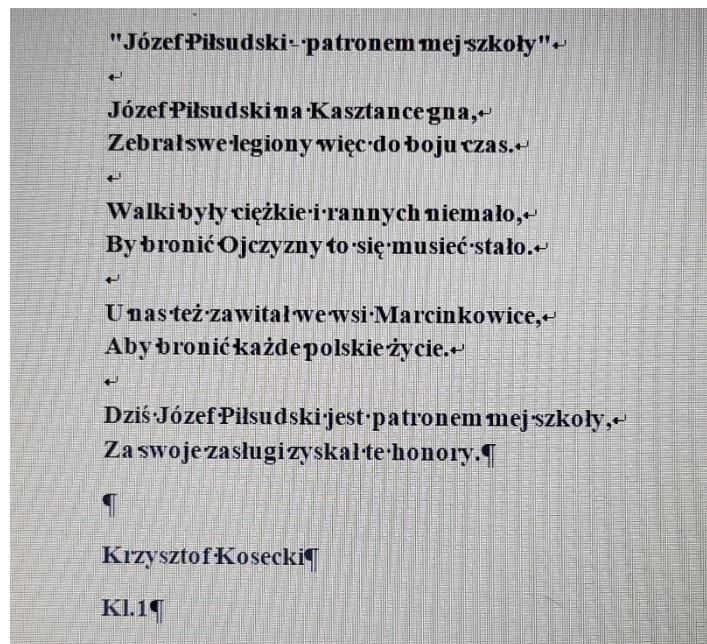 "Józef Piłsudski - patronem mej szkoły"
Józef Piłsudski na Kasztance gna,
Zebrał swe legiony więc do boju czas.
Walki były ciężkie i rannych niemało,
By bronić Ojczyzny to się musieć stało.
U nas też zawitał we wsi Marcinkowice,
Aby bronić każde polskie życie.
Dziś Józef Piłsudski jest patronem mej szkoły,
Za swoje zasługi zyskał te honory.
Krzysztof Kosecki
Kl.1